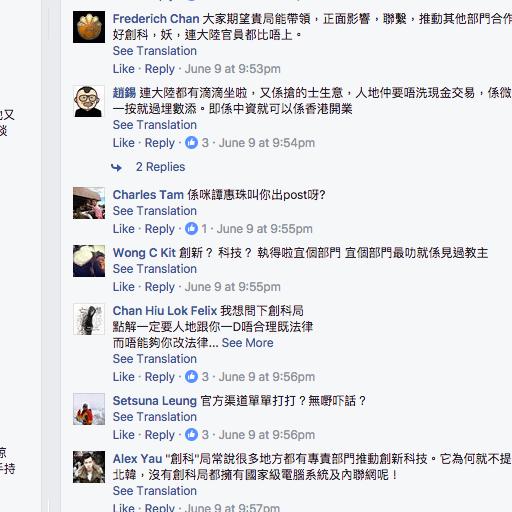 Frederich Chan 大家期望貴局能帶領，正面影響，聯繫，推動其他部門合作
好創科，妖，連大陸官員都比唔上。
See Translation
Like · Reply · June 9 at 9:53pm
趙錫 連大陸都有滴滴坐啦，又係搶的士生意，人地仲要唔洗現金交易，係微
一按就過埋數添。即係中資就可以係香港開業
See Translation
Like · Reply · 3 · June 9 at 9:54pm
2 Replies
Charles Tam 係咪譚惠珠叫你出post呀?
See Translation
Like · Reply · 1 · June 9 at 9:55pm
Wong C Kit 創新？ 科技？ 執得啦宜個部門 宜個部門最叻就係見過教主
See Translation
Like · Reply · June 9 at 9:55pm
Chan Hiu Lok Felix 我想問下創科局
點解一定要人地跟你一D唔合理既法律
而唔能夠你改法律... See More
See Translation
Like · Reply · 3 · June 9 at 9:56pm
Setsuna Leung 官方渠道單單打打？無嘢吓話？
See Translation
Like · Reply · 3 · June 9 at 9:56pm
Alex Yau "創科"局常說很多地方都有專責部門推動創新科技。它為何就不提
北韓，沒有創科局都擁有國家級電腦系統及內聯網呢！
See Translation
Like · Reply · June 9 at 9:57pm